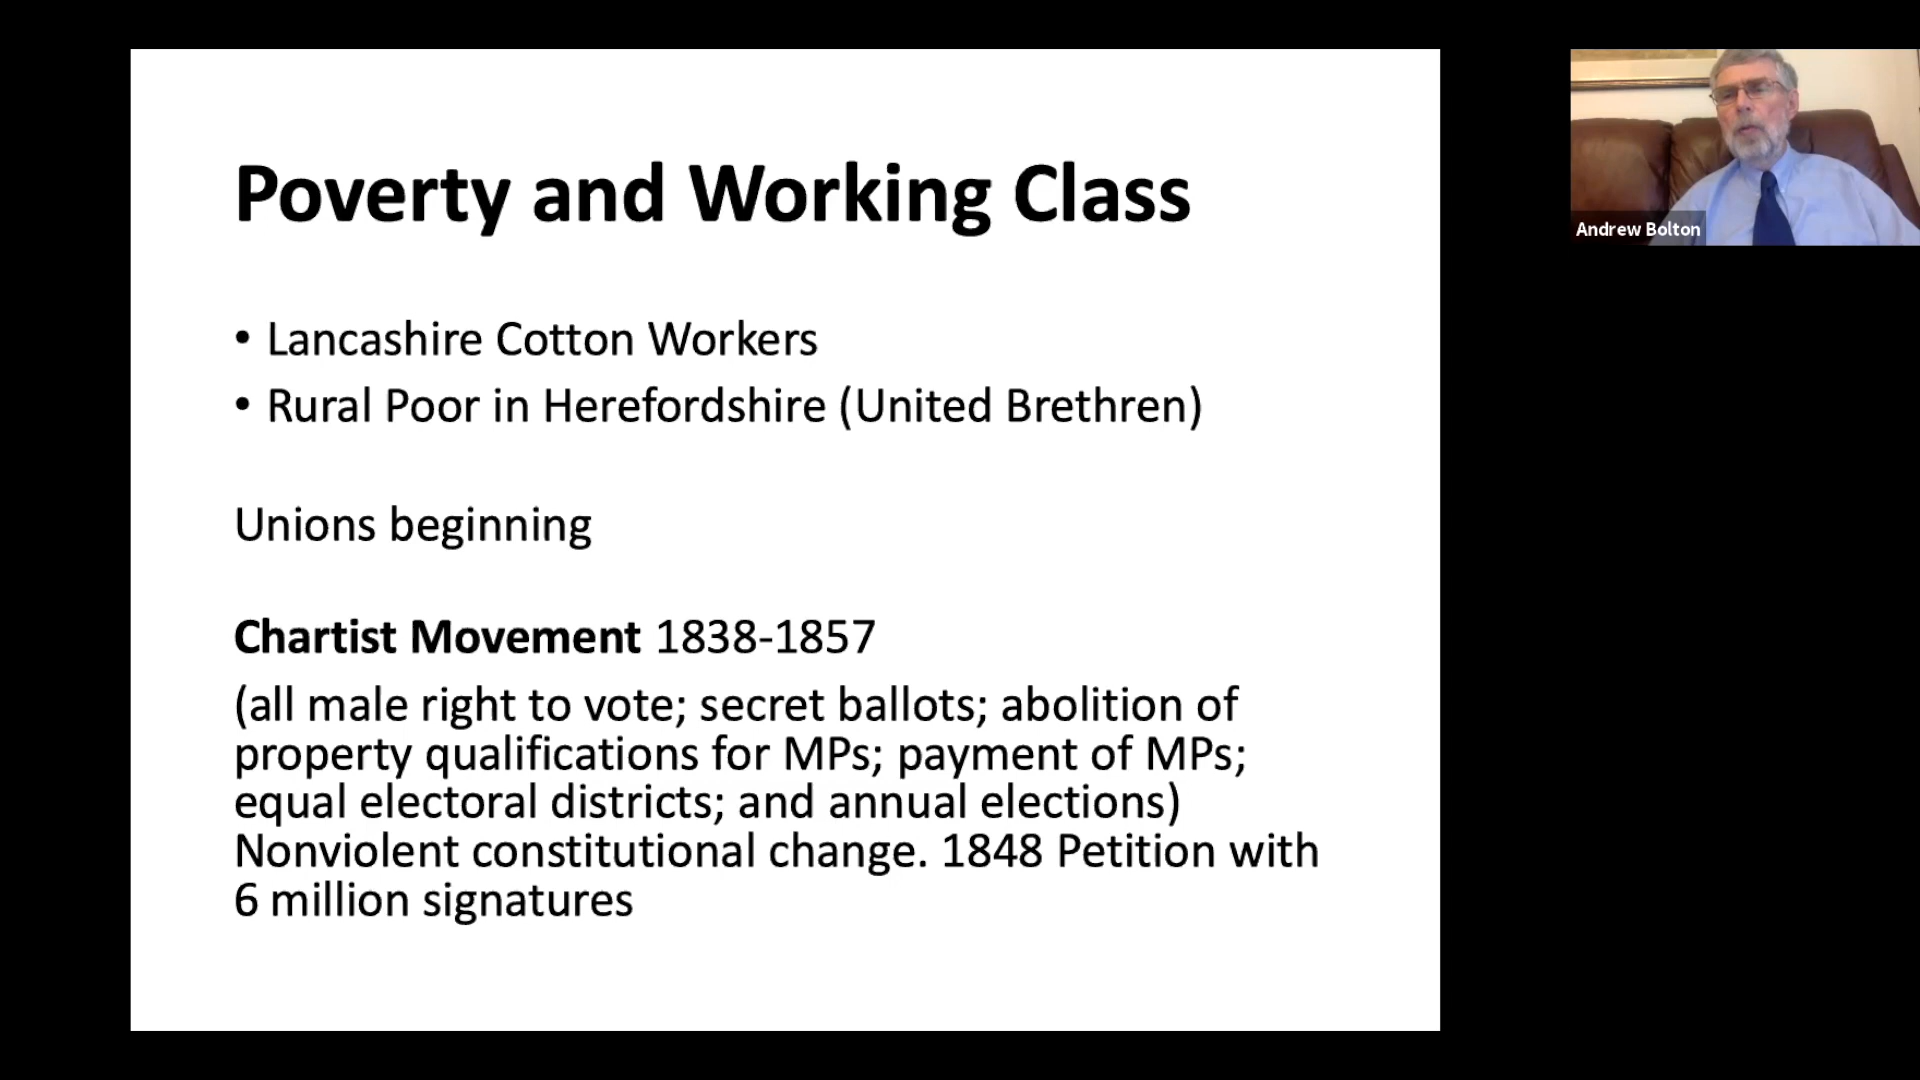 Poverty and Working Class
• Lancashire Cotton Workers
• Rural Poor in Herefordshire (United Brethren)
Unions beginning
Chartist Movement 1838-1857
(all male right to vote; secret ballots; abolition of
property qualifications for MPs; payment of MPs;
equal electoral districts; and annual elections)
Nonviolent constitutional change. 1848 Petition with
6 million signatures
Andrew Bolton